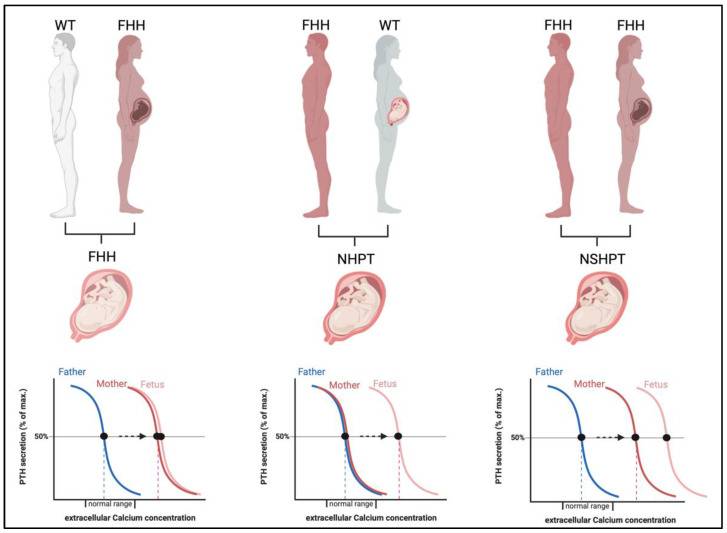 WT FHH
FHH WT
FHH FHH
FHH
NHPT
NSHPT
Father
Mother Fetus
50%
PTH secretion (% of max.)
normal range
extracellular Calcium concentration
Father
Mother
Fetus
50%
PTH secretion (% of max.)
normal range
extracellular Calcium concentration
Father
Mother
Fetus
50%
PTH secretion (% of max.)
normal range
extracellular Calcium concentration